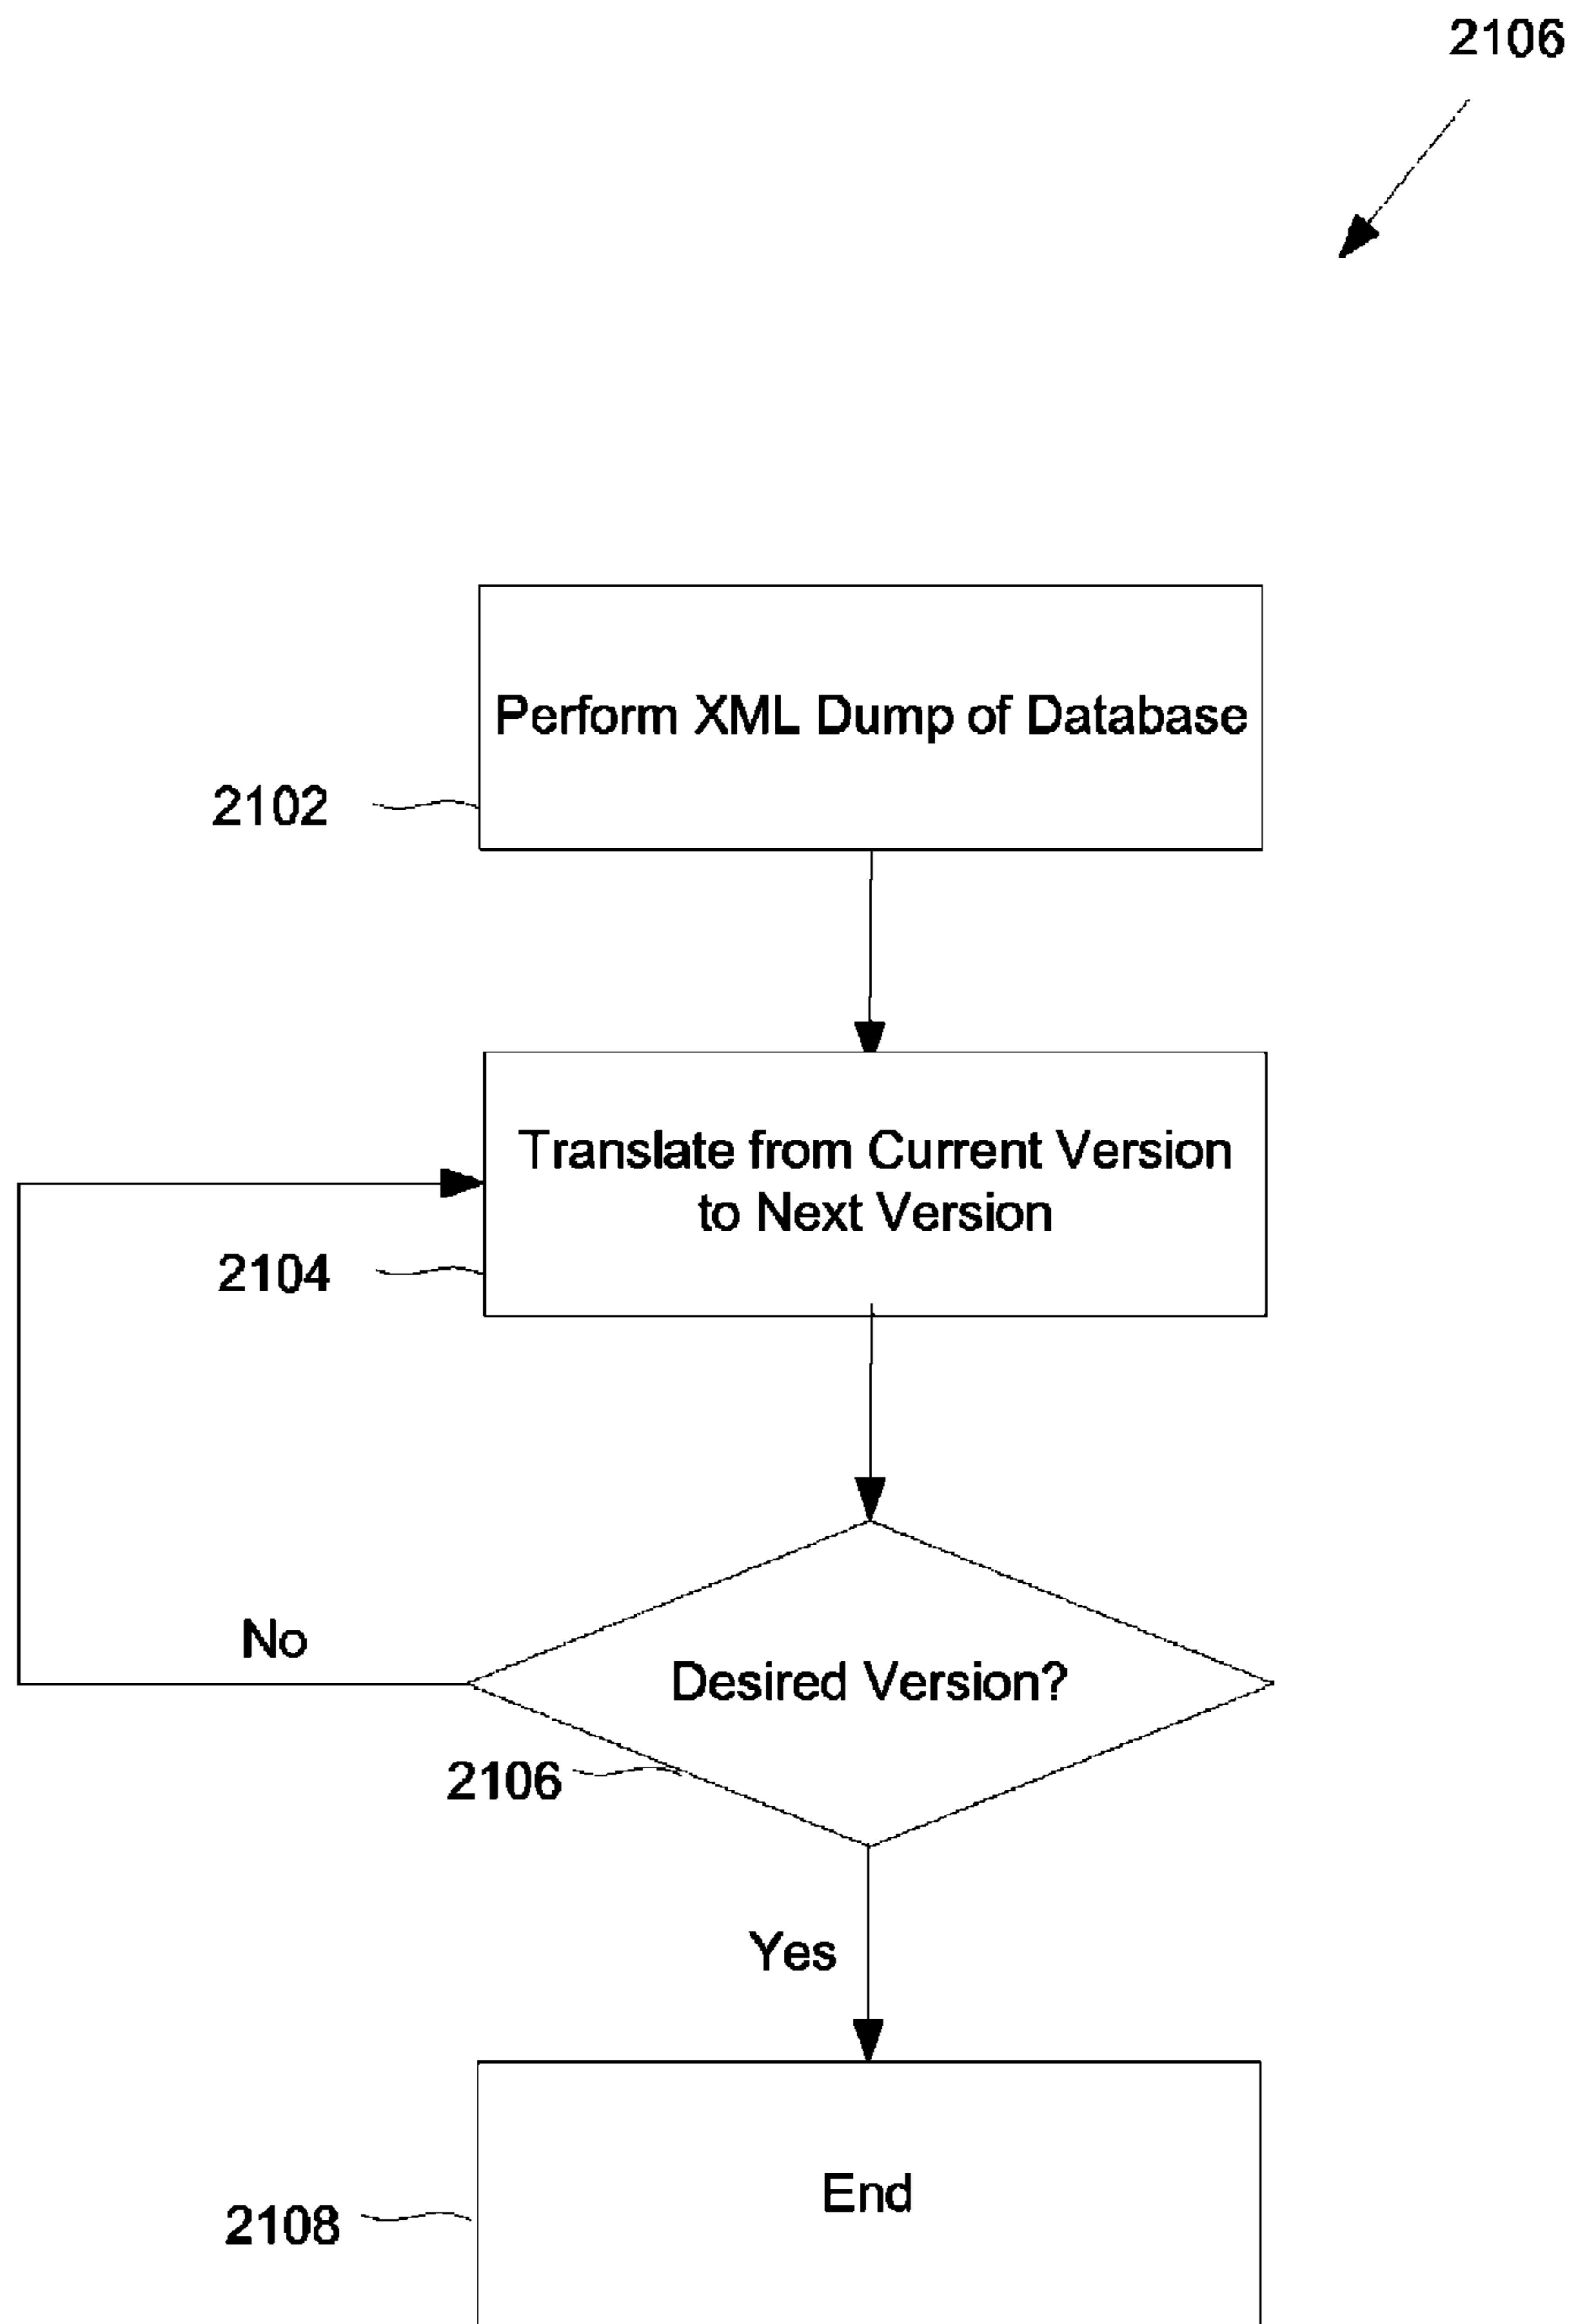 2106
Perform XML Dump of Database
2102
Translate from Current Version
to Next Version
2104
No
Desired Version?
2106
Yes
End
2108